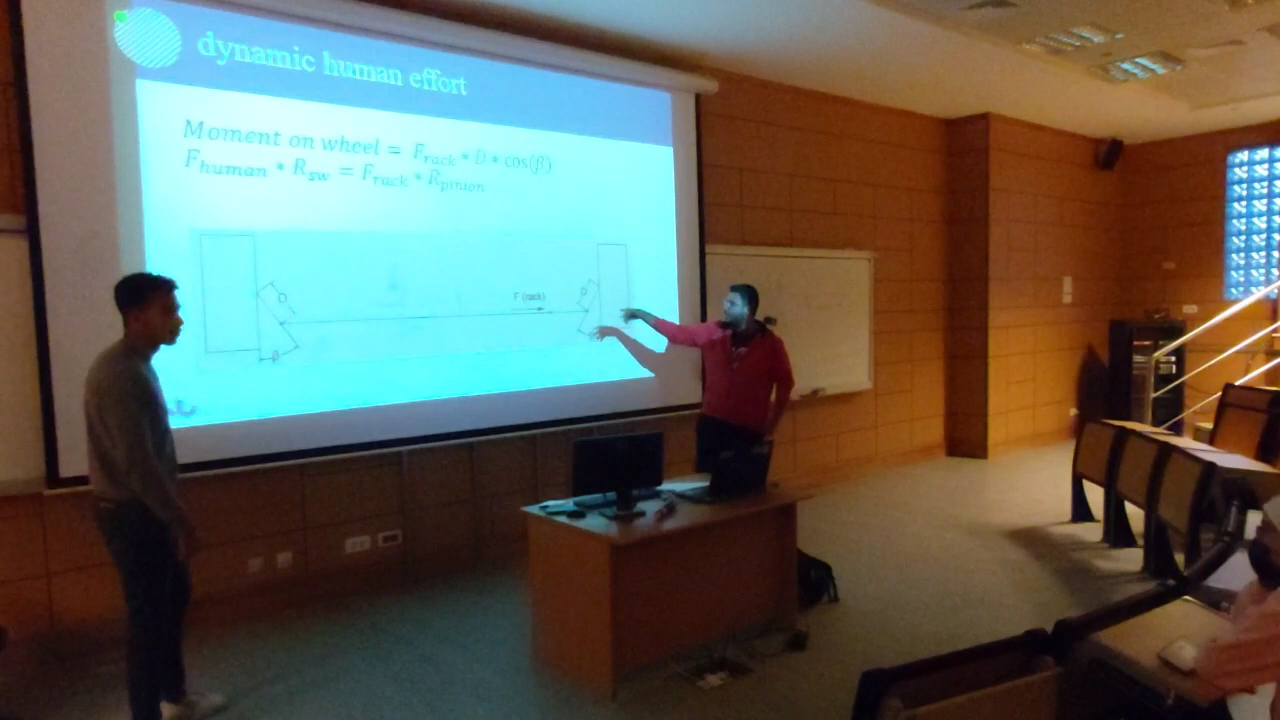 dynamic human effort
Moment on wheel = F_rack * D * cos(β)
F_human * R_sw = F_rack * R_pinion
D
F (rack)
D